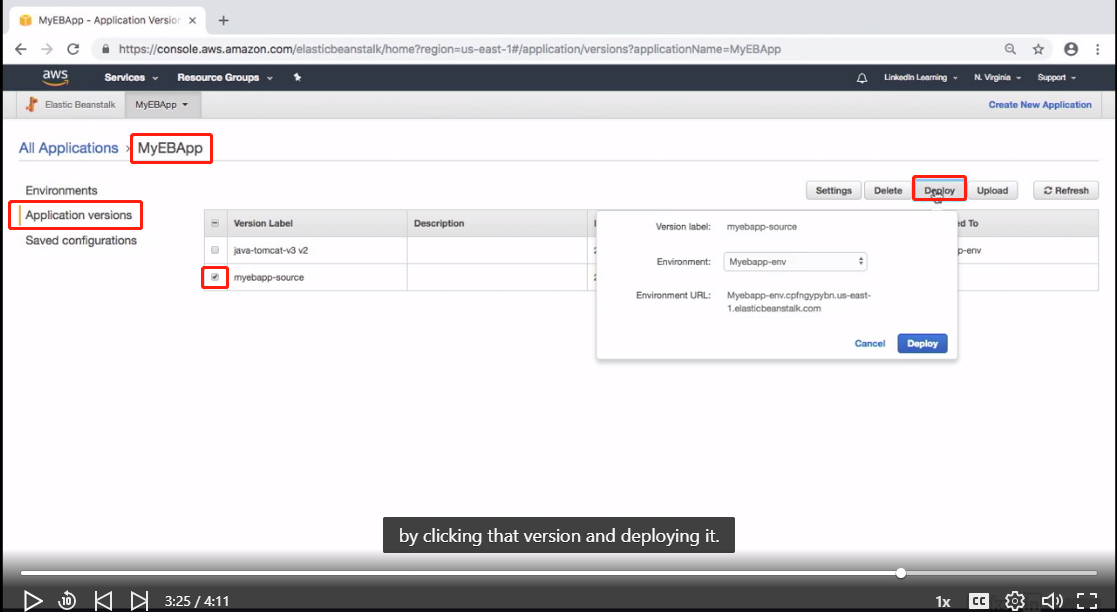 MyEBApp - Application Version
https://console.aws.amazon.com/elasticbeanstalk/home?region=us-east-1#/application/versions?applicationName=MyEBApp
aws Services Resource Groups LinkedIn Learning N. Virginia Support
Elastic Beanstalk MyEBApp Create New Application
All Applications › MyEBApp
Environments
Application versions
Saved configurations
Settings Delete Deploy Upload Refresh
Version Label Description ed To
java-tomcat-v3 v2 p-env
myebapp-source
Version label: myebapp-source
Environment: Myebapp-env
Environment URL: Myebapp-env.cpfngypybn.us-east-
1.elasticbeanstalk.com
Cancel Deploy
by clicking that version and deploying it.
10 3:25 / 4:11 1x CC